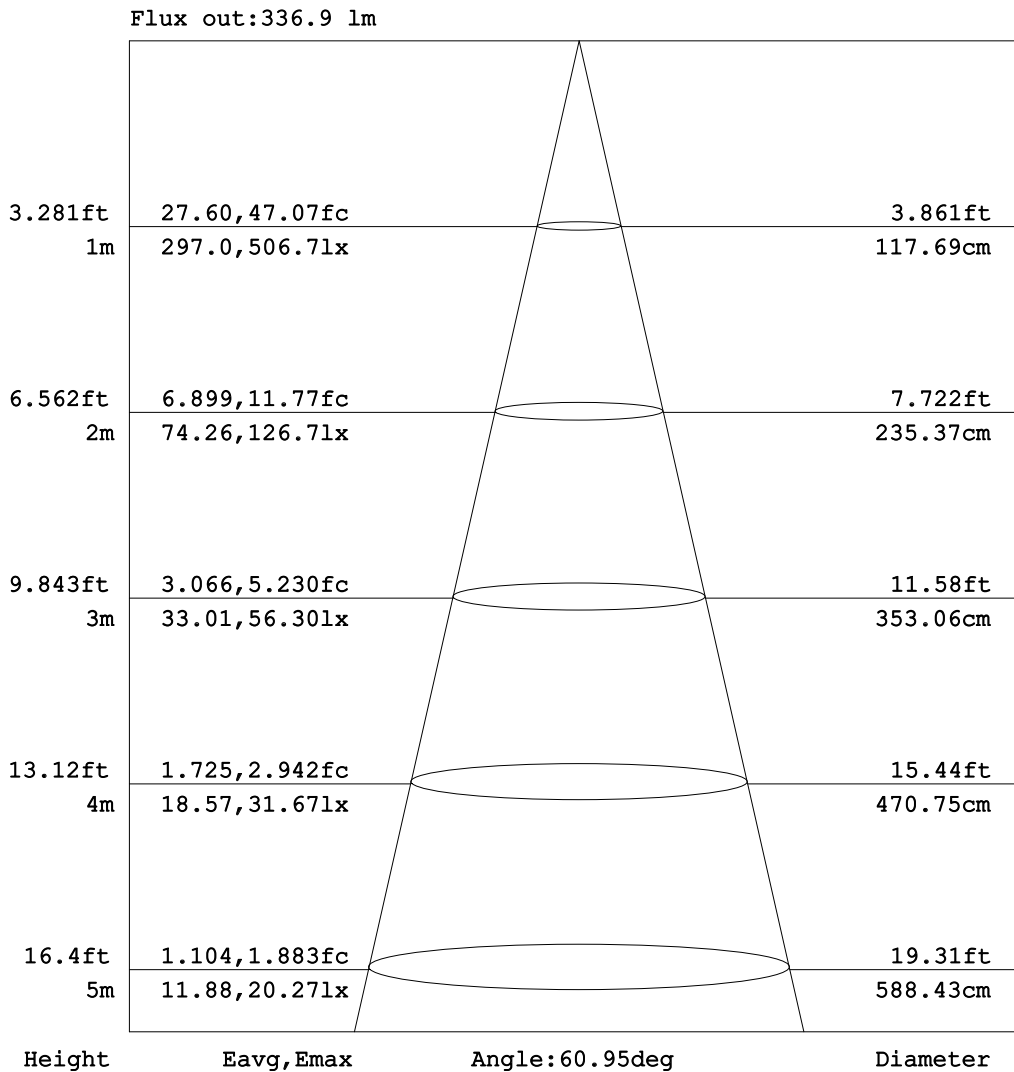 Flux out:336.9 lm
3.281ft 27.60,47.07fc 3.861ft
1m 297.0,506.7lx 117.69cm
6.562ft 6.899,11.77fc 7.722ft
2m 74.26,126.7lx 235.37cm
9.843ft 3.066,5.230fc 11.58ft
3m 33.01,56.30lx 353.06cm
13.12ft 1.725,2.942fc 15.44ft
4m 18.57,31.67lx 470.75cm
16.4ft 1.104,1.883fc 19.31ft
5m 11.88,20.27lx 588.43cm
Height Eavg,Emax Angle:60.95deg Diameter